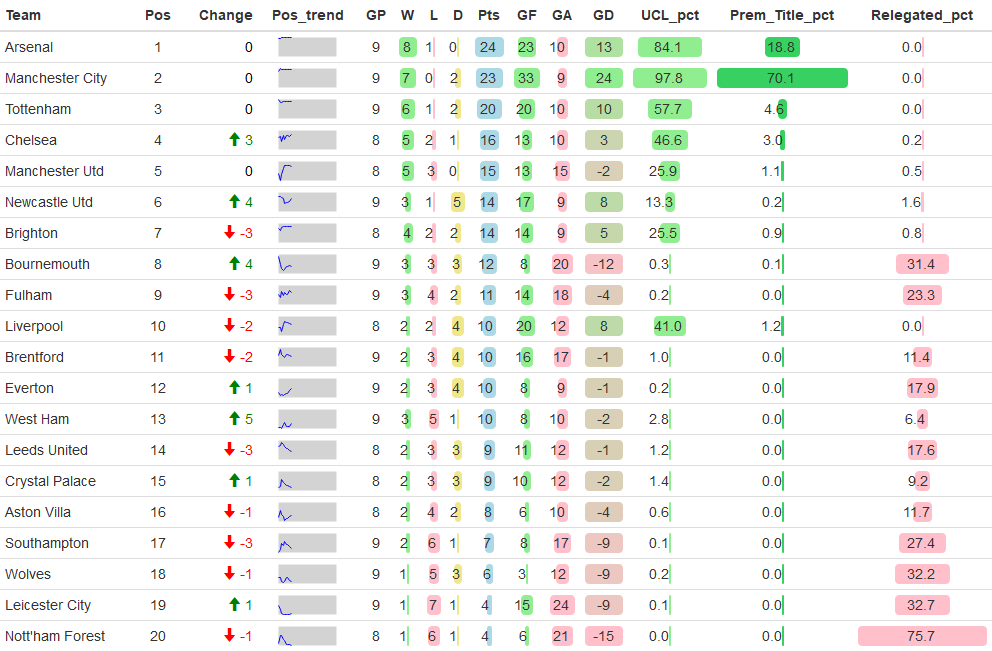 Team Pos Change Pos_trend GP W L D Pts GF GA GD UCL_pct Prem_Title_pct Relegated_pct
Arsenal 1 0 9 8 1 0 24 23 10 13 84.1 18.8 0.0
Manchester City 2 0 9 7 0 2 23 33 9 24 97.8 70.1 0.0
Tottenham 3 0 9 6 1 2 20 20 10 10 57.7 4.6 0.0
Chelsea 4 3 8 5 2 1 16 13 10 3 46.6 3.0 0.2
Manchester Utd 5 0 8 5 3 0 15 13 15 -2 25.9 1.1 0.5
Newcastle Utd 6 4 9 3 1 5 14 17 9 8 13.3 0.2 1.6
Brighton 7 -3 8 4 2 2 14 14 9 5 25.5 0.9 0.8
Bournemouth 8 4 9 3 3 3 12 8 20 -12 0.3 0.1 31.4
Fulham 9 -3 9 3 4 2 11 14 18 -4 0.2 0.0 23.3
Liverpool 10 -2 8 2 2 4 10 20 12 8 41.0 1.2 0.0
Brentford 11 -2 9 2 3 4 10 16 17 -1 1.0 0.0 11.4
Everton 12 1 9 2 3 4 10 8 9 -1 0.2 0.0 17.9
West Ham 13 5 9 3 5 1 10 8 10 -2 2.8 0.0 6.4
Leeds United 14 -3 8 2 3 3 9 11 12 -1 1.2 0.0 17.6
Crystal Palace 15 1 8 2 3 3 9 10 12 -2 1.4 0.0 9.2
Aston Villa 16 -1 8 2 4 2 8 6 10 -4 0.6 0.0 11.7
Southampton 17 -3 9 2 6 1 7 8 17 -9 0.1 0.0 27.4
Wolves 18 -1 9 1 5 3 6 3 12 -9 0.2 0.0 32.2
Leicester City 19 1 9 1 7 1 4 15 24 -9 0.1 0.0 32.7
Nott'ham Forest 20 -1 8 1 6 1 4 6 21 -15 0.0 0.0 75.7